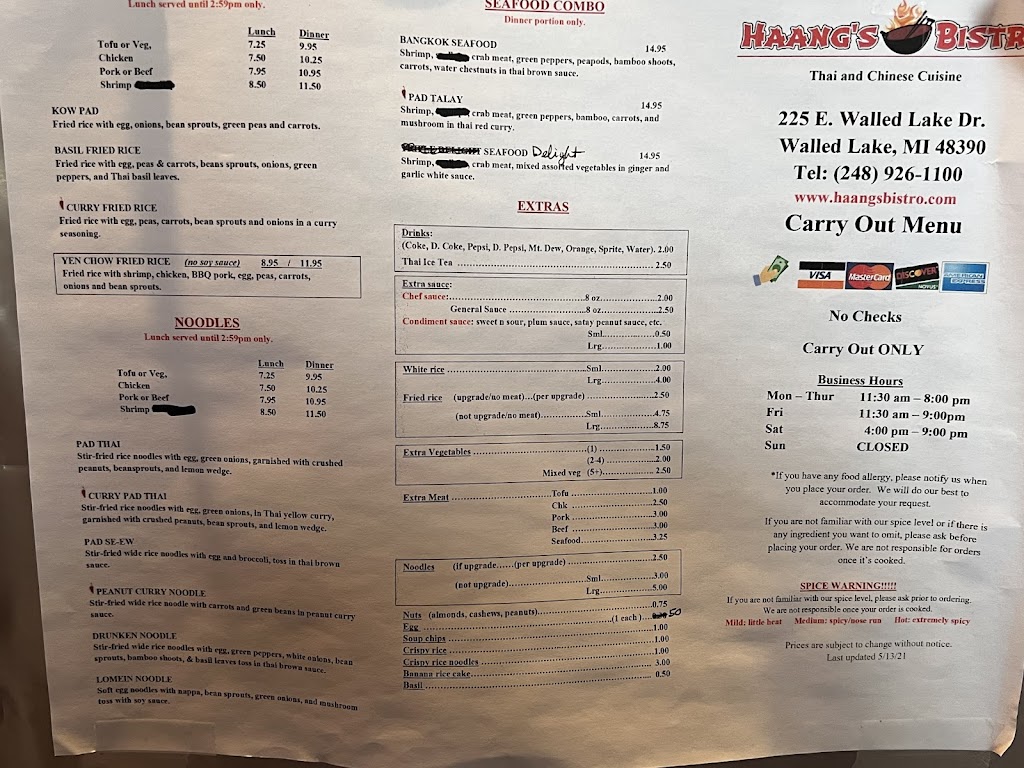 Lunch served until 2:59pm only.
Lunch Dinner
Tofu or Veg, 7.25 9.95
Chicken 7.50 10.25
Pork or Beef 7.95 10.95
Shrimp 8.50 11.50
KOW PAD
Fried rice with egg, onions, bean sprouts, green peas and carrots.
BASIL FRIED RICE
Fried rice with egg, peas & carrots, beans sprouts, onions, green
peppers, and Thai basil leaves.
CURRY FRIED RICE
Fried rice with egg, peas, carrots, bean sprouts and onions in a curry
seasoning.
YEN CHOW FRIED RICE (no soy sauce) 8.95 / 11.95
Fried rice with shrimp, chicken, BBQ pork, egg, peas, carrots,
onions and bean sprouts.
NOODLES
Lunch served until 2:59pm only.
Lunch Dinner
Tofu or Veg, 7.25 9.95
Chicken 7.50 10.25
Pork or Beef 7.95 10.95
Shrimp 8.50 11.50
PAD THAI
Stir-fried rice noodles with egg, green onions, garnished with crushed
peanuts, beansprouts, and lemon wedge.
CURRY PAD THAI
Stir-fried rice noodles with egg, green onions, in Thai yellow curry,
garnished with crushed peanuts, bean sprouts, and lemon wedge.
PAD SE-EW
Stir-fried wide rice noodles with egg and broccoli, toss in thai brown
sauce.
PEANUT CURRY NOODLE
Stir-fried wide rice noodle with carrots and green beans in peanut curry
sauce.
DRUNKEN NOODLE
Stir-fried wide rice noodles with egg, green peppers, white onions, bean
sprouts, bamboo shoots, & basil leaves toss in thai brown sauce.
LOMEIN NOODLE
Soft egg noodles with nappa, bean sprouts, green onions, and mushroom
toss with soy sauce.
SEAFOOD COMBO
Dinner portion only.
BANGKOK SEAFOOD 14.95
Shrimp, crab meat, green peppers, peapods, bamboo shoots,
carrots, water chestnuts in thai brown sauce.
PAD TALAY 14.95
Shrimp, crab meat, green peppers, bamboo, carrots, and
mushroom in thai red curry.
SEAFOOD Delight 14.95
Shrimp, crab meat, mixed assorted vegetables in ginger and
garlic white sauce.
EXTRAS
Drinks:
(Coke, D. Coke, Pepsi, D. Pepsi, Mt. Dew, Orange, Sprite, Water). 2.00
Thai Ice Tea 2.50
Extra sauce:
Chef sauce: 8 oz 2.00
General Sauce 8 oz 2.50
Condiment sauce: sweet n sour, plum sauce, satay peanut sauce, etc.
Sml 0.50
Lrg 1.00
White rice Sml 2.00
Lrg 4.00
Fried rice (upgrade/no meat)...(per upgrade) 2.50
(not upgrade/no meat) Sml 4.75
Lrg 8.75
Extra Vegetables (1) 1.50
(2-4) 2.00
Mixed veg (5+) 2.50
Extra Meat Tofu 1.00
Chk 2.50
Pork 3.00
Beef 3.00
Seafood 3.25
Noodles (if upgrade......(per upgrade) 2.50
(not upgrade) Sml 3.00
Lrg 5.00
Nuts (almonds, cashews, peanuts) 0.75
Egg (1 each) 50
Soup chips 1.00
Crispy rice 1.00
Crispy rice noodles 1.00
Banana rice cake 3.00
Basil 0.50
HAANG'S BISTR
Thai and Chinese Cuisine
225 E. Walled Lake Dr.
Walled Lake, MI 48390
Tel: (248) 926-1100
www.haangsbistro.com
Carry Out Menu
VISA MasterCard DISCOVER NOVUS AMERICAN EXPRESS
No Checks
Carry Out ONLY
Business Hours
Mon – Thur 11:30 am – 8:00 pm
Fri 11:30 am – 9:00pm
Sat 4:00 pm – 9:00 pm
Sun CLOSED
*If you have any food allergy, please notify us when
you place your order. We will do our best to
accommodate your request.
If you are not familiar with our spice level or if there is
any ingredient you want to omit, please ask before
placing your order. We are not responsible for orders
once it's cooked.
SPICE WARNING!!!!!
If you are not familiar with our spice level, please ask prior to ordering.
We are not responsible once your order is cooked.
Mild: little heat Medium: spicy/nose run Hot: extremely spicy
Prices are subject to change without notice.
Last updated 5/13/21